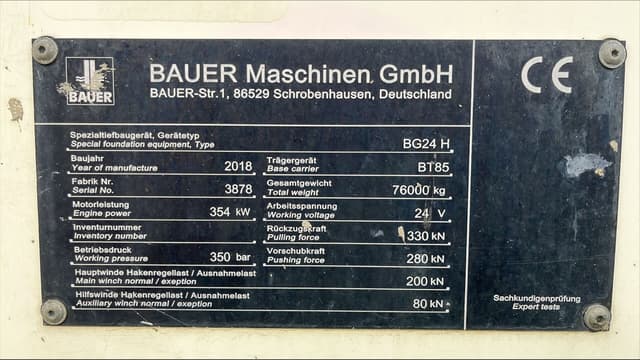 BAUER
BAUER Maschinen GmbH
BAUER-Str.1, 86529 Schrobenhausen, Deutschland
CE
Spezialtiefbaugerät, Gerätetyp
Special foundation equipment, Type BG24 H
Baujahr
Year of manufacture 2018
Trägergerät
Base carrier BT85
Fabrik Nr.
Serial No. 3878
Gesamtgewicht
Total weight 76000 kg
Motorleistung
Engine power 354 kW
Arbeitsspannung
Working voltage 24 V
Inventurnummer
Inventory number
Rückzugskraft
Pulling force 330 kN
Betriebsdruck
Working pressure 350 bar
Vorschubkraft
Pushing force 280 kN
Hauptwinde Hakenregellast / Ausnahmelast
Main winch normal / exeption 200 kN
Hilfswinde Hakenregellast / Ausnahmelast
Auxiliary winch normal / exeption 80 kN
Sachkundigenprüfung
Expert tests